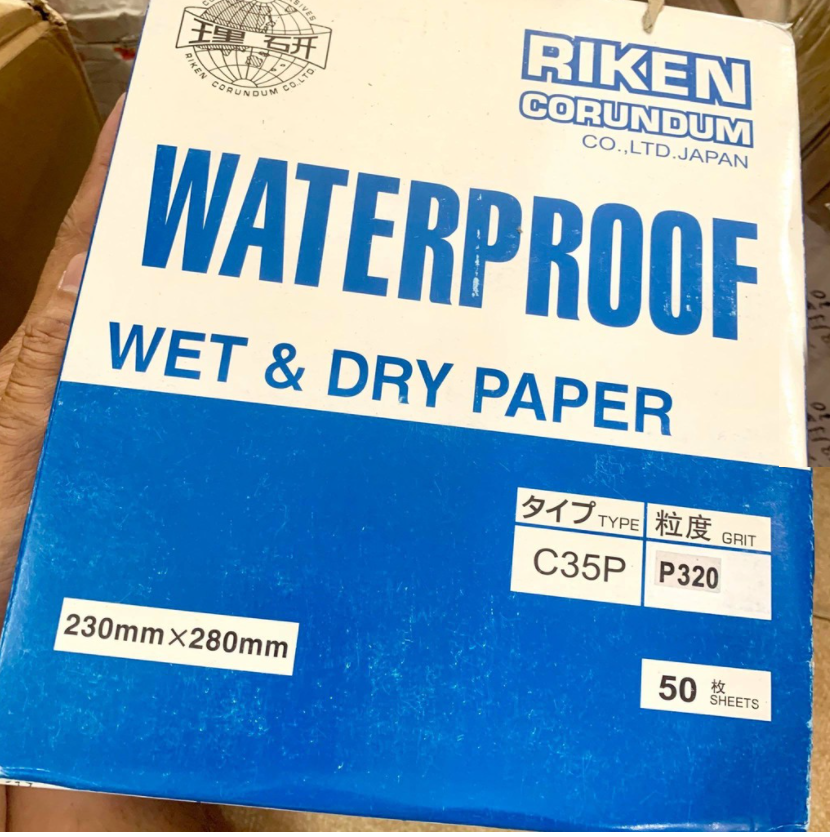 理研
RIKEN CORUNDUM CO.LTD.
RIKEN
CORUNDUM
CO.,LTD.JAPAN
WATERPROOF
WET & DRY PAPER
タイプ TYPE 粒度 GRIT
C35P P320
230mm×280mm
50 枚 SHEETS